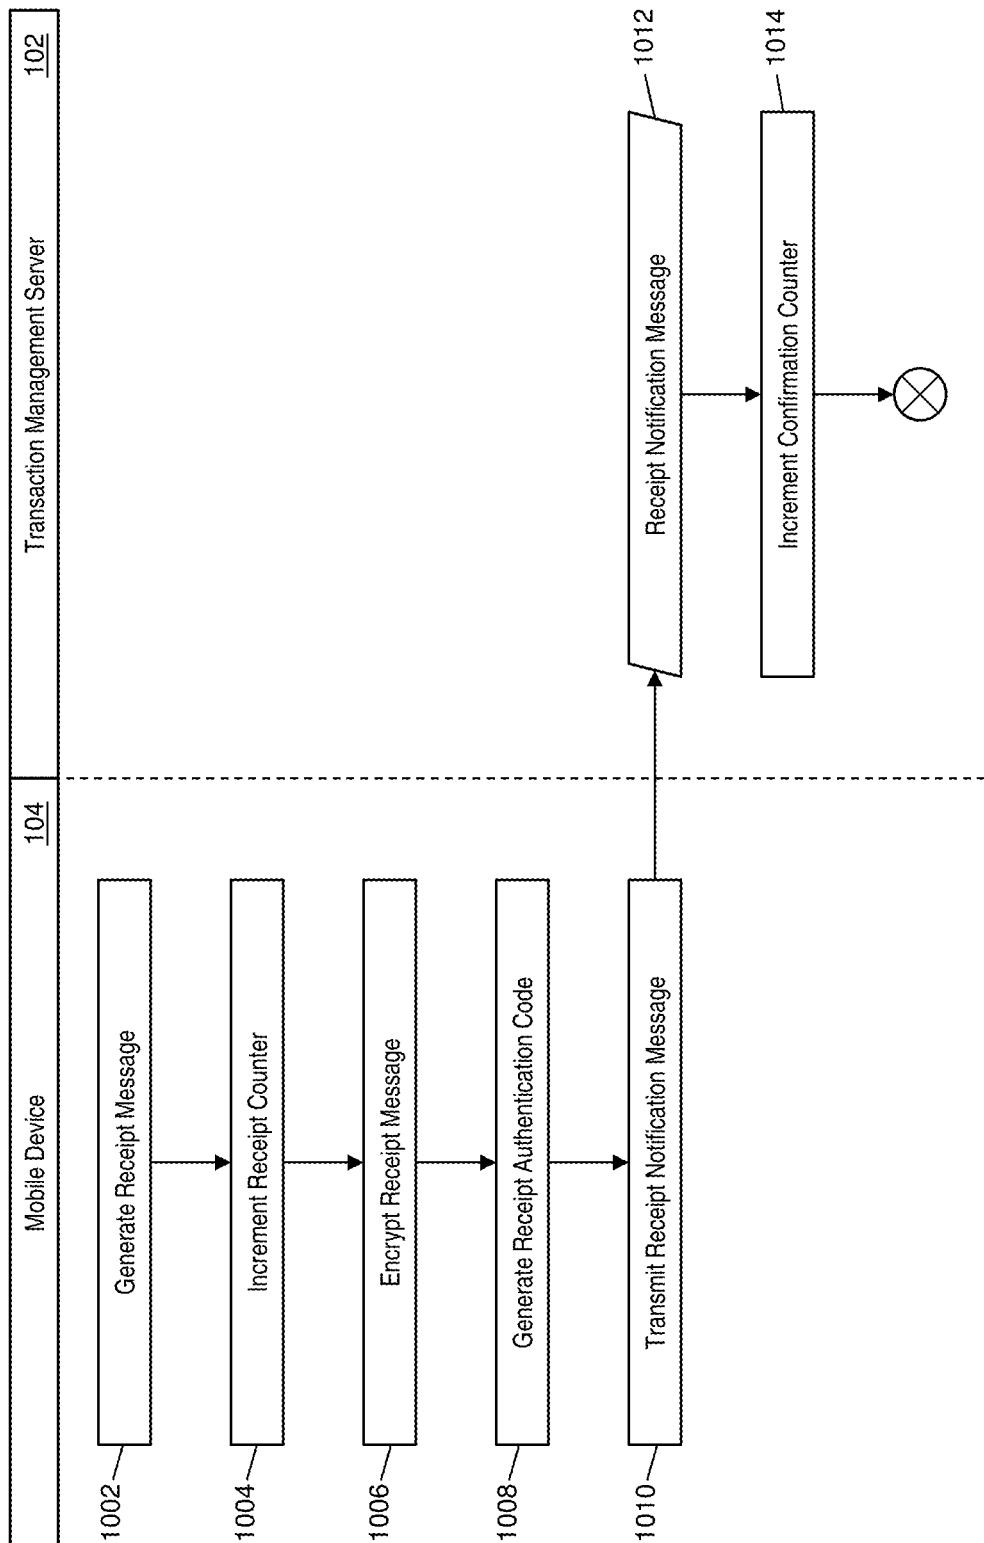 Mobile Device 104
Transaction Management Server 102
1002
Generate Receipt Message
1004
Increment Receipt Counter
1006
Encrypt Receipt Message
1008
Generate Receipt Authentication Code
1010
Transmit Receipt Notification Message
Receipt Notification Message
1012
Increment Confirmation Counter
1014